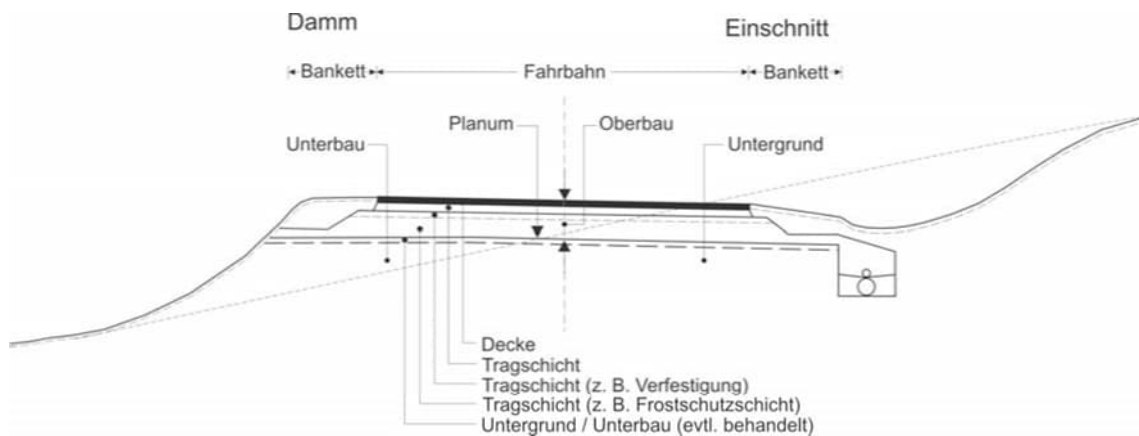 Damm Einschnitt
Bankett Fahrbahn Bankett
Planum Oberbau
Unterbau Untergrund
Decke
Tragschicht
Tragschicht (z. B. Verfestigung)
Tragschicht (z. B. Frostschutzschicht)
Untergrund / Unterbau (evtl. behandelt)